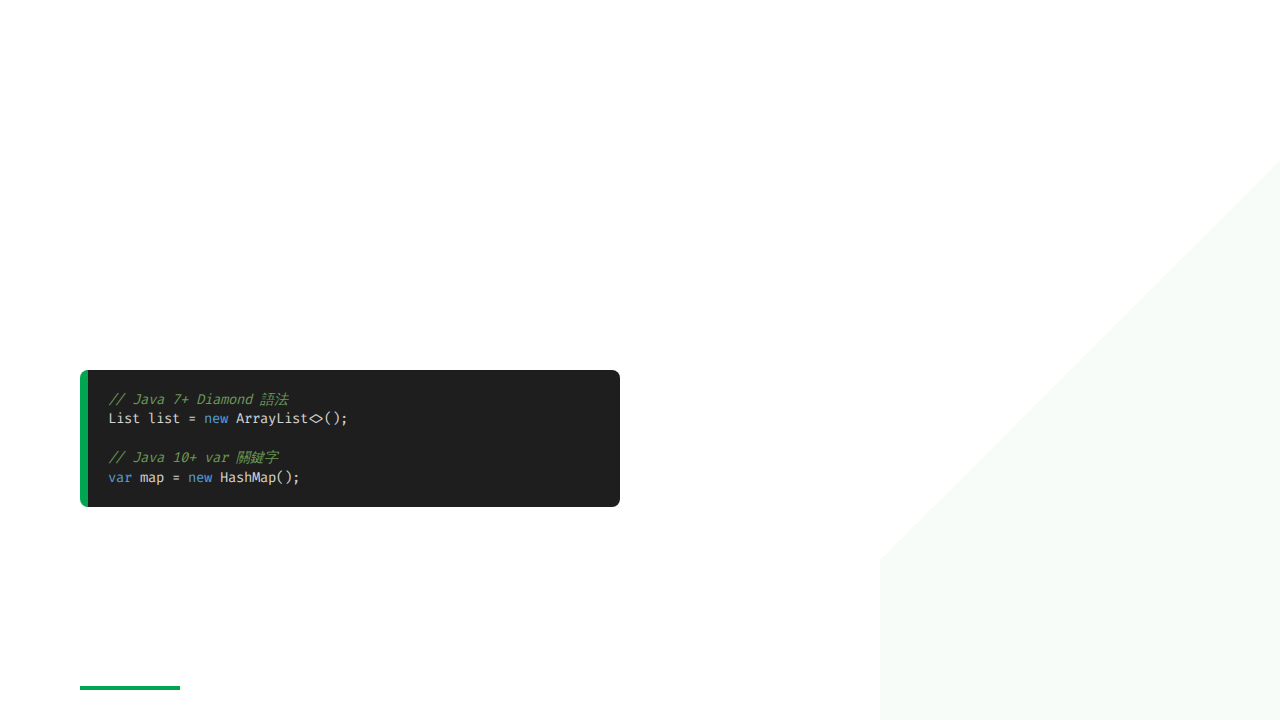 // Java 7+ Diamond 語法
List list = new ArrayList<>();
// Java 10+ var 關鍵字
var map = new HashMap();